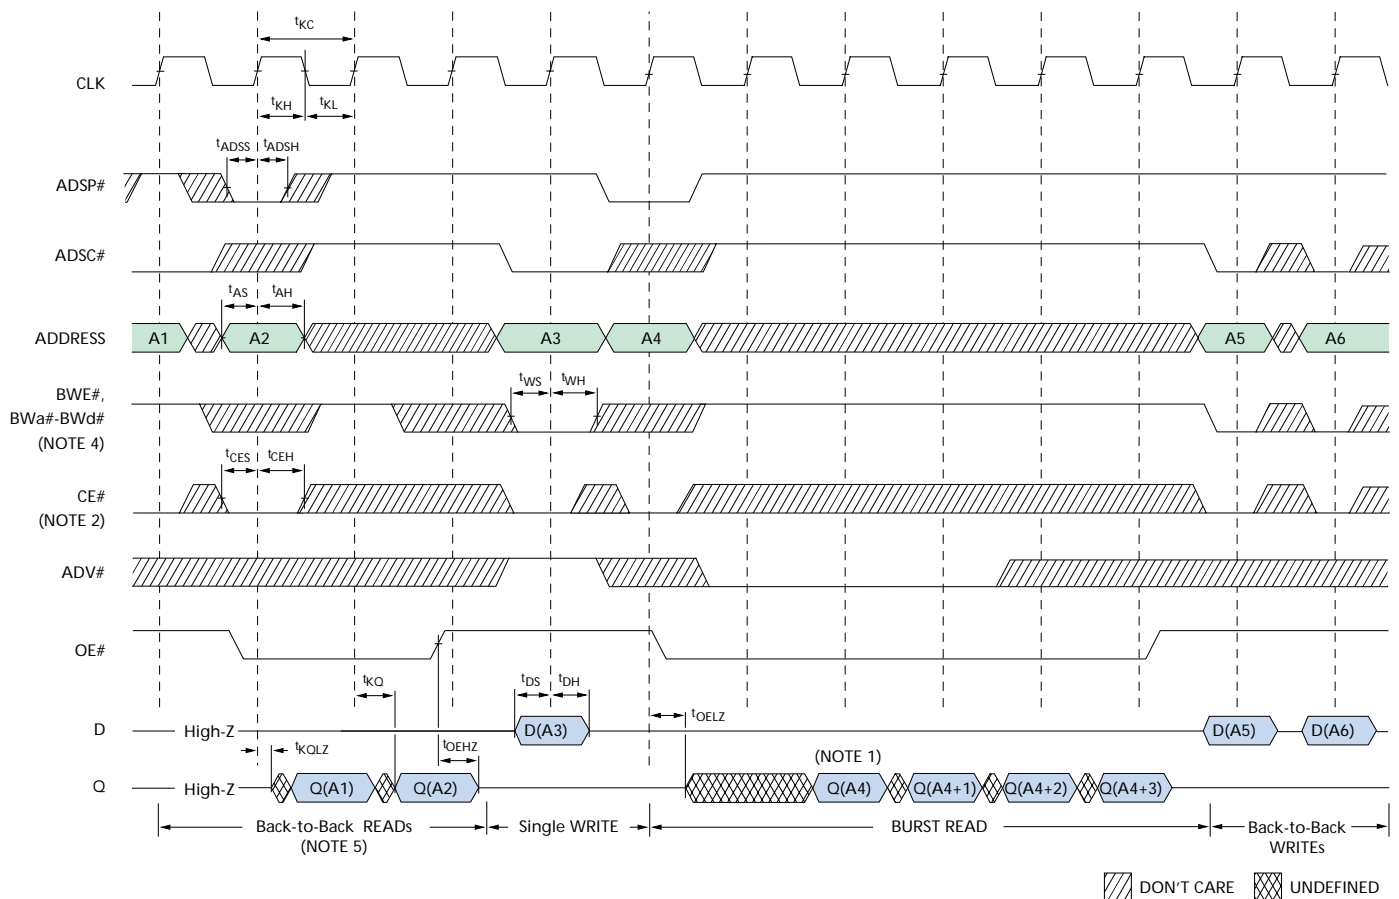 tKC
CLK
tKH
tKL
tADSS
tADSH
ADSP#
ADSC#
tAS
tAH
ADDRESS
A1
A2
A3
A4
A5
A6
BWE#,
BWa#-BWd#
(NOTE 4)
tWS
tWH
tCES
tCEH
CE#
(NOTE 2)
ADV#
OE#
tKQ
tDS
tDH
tOELZ
D
High-Z
D(A3)
D(A5)
D(A6)
tKQLZ
tOEHZ
(NOTE 1)
Q
High-Z
Q(A1)
Q(A2)
Q(A4)
Q(A4+1)
Q(A4+2)
Q(A4+3)
Back-to-Back READs
(NOTE 5)
Single WRITE
BURST READ
Back-to-Back
WRITEs
DON'T CARE
UNDEFINED